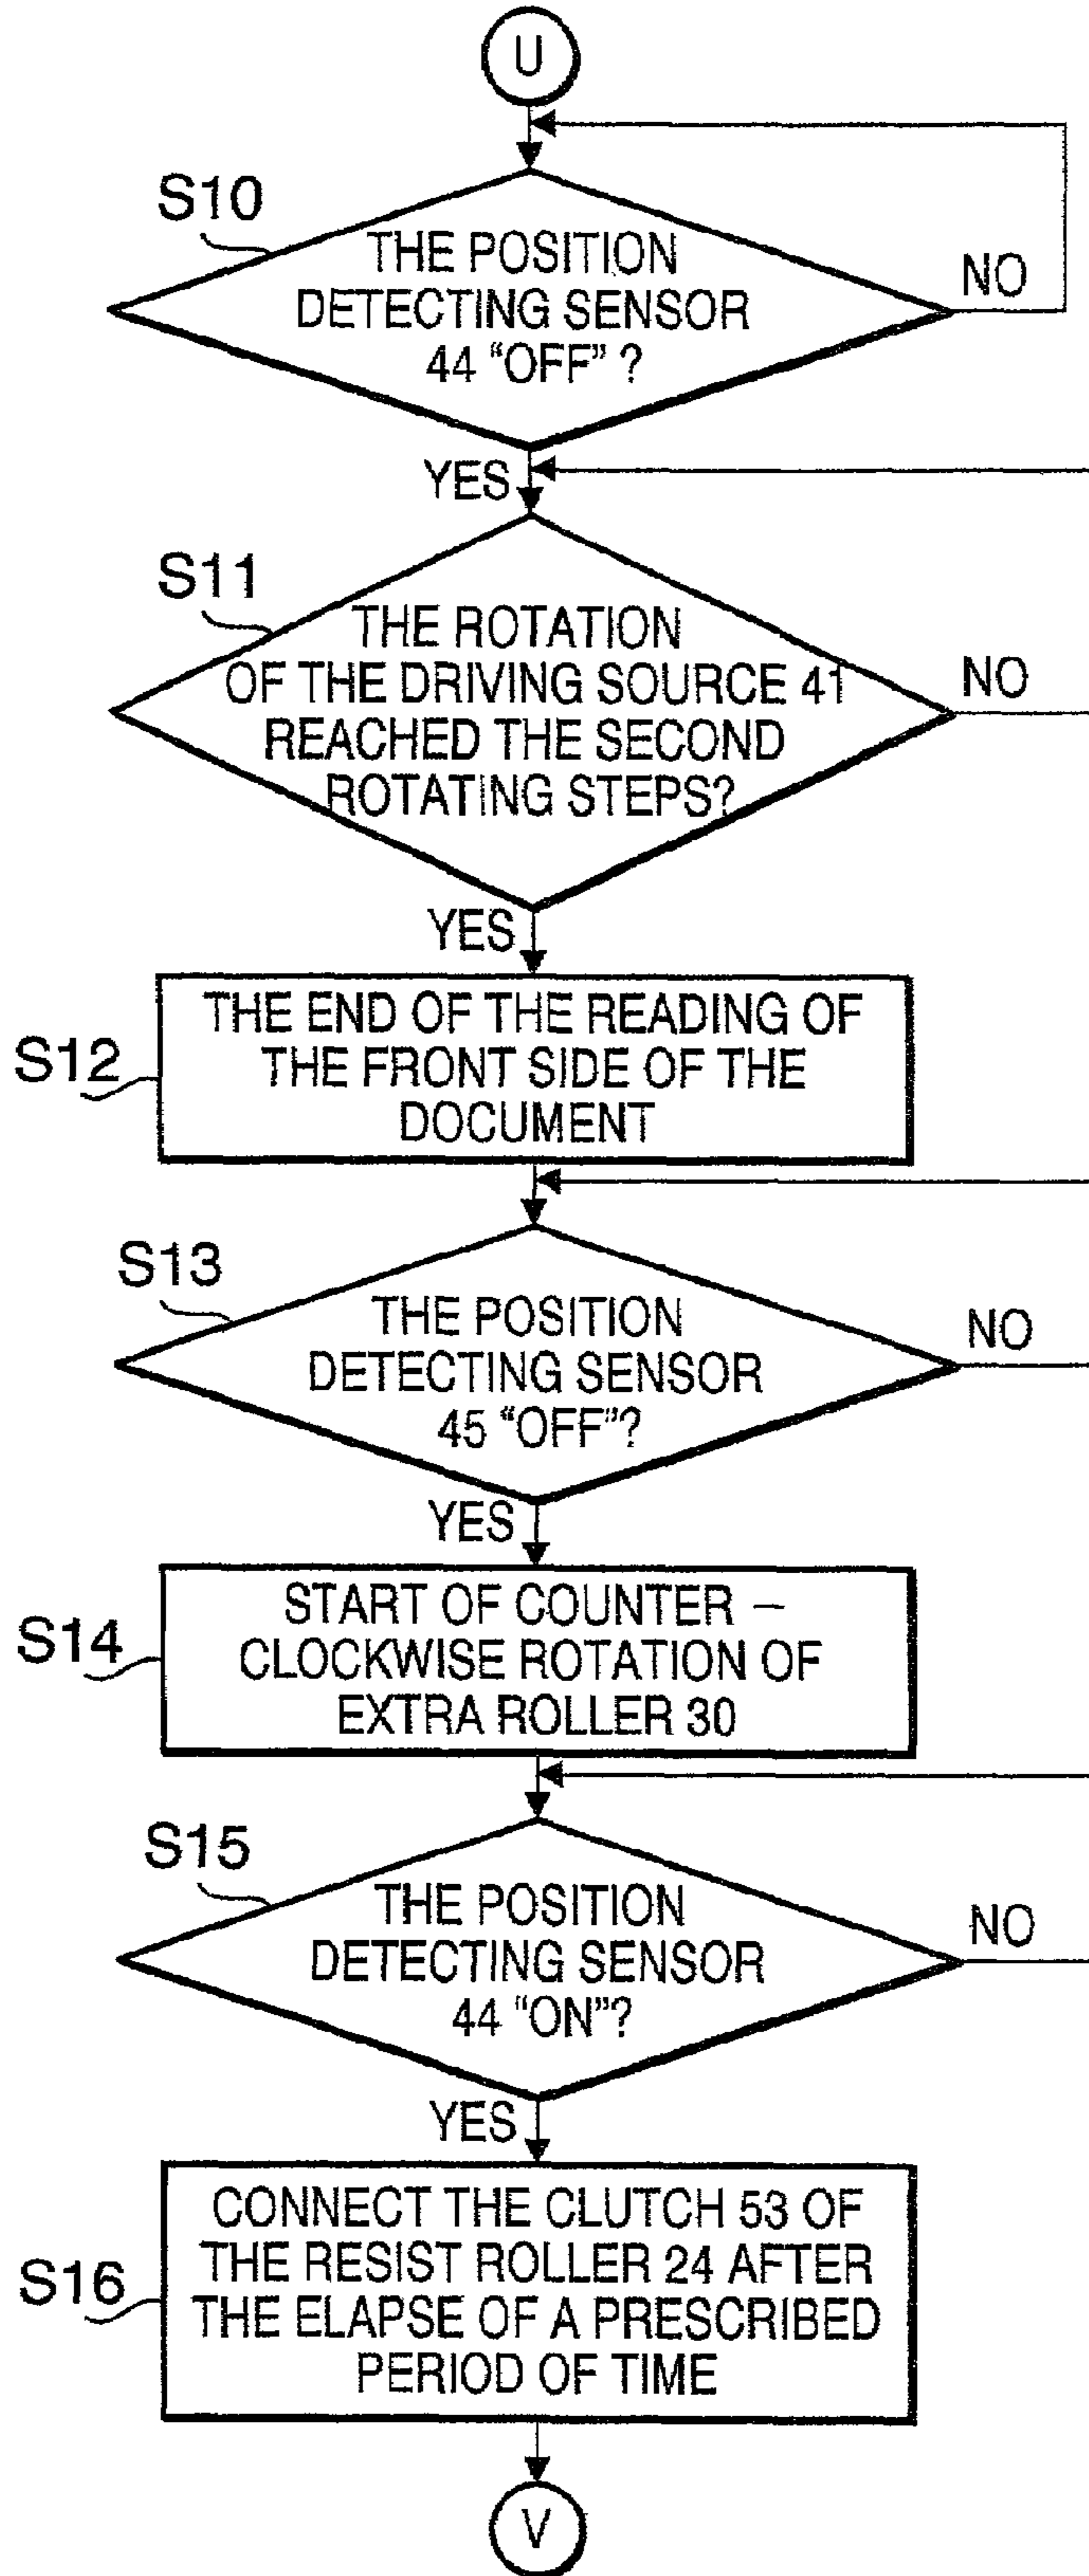 U
S10
THE POSITION
DETECTING SENSOR
44 “OFF” ?
NO
YES
S11
THE ROTATION
OF THE DRIVING SOURCE 41
REACHED THE SECOND
ROTATING STEPS?
NO
YES
S12
THE END OF THE READING OF
THE FRONT SIDE OF THE
DOCUMENT
S13
THE POSITION
DETECTING SENSOR
45 “OFF”?
NO
YES
S14
START OF COUNTER –
CLOCKWISE ROTATION OF
EXTRA ROLLER 30
S15
THE POSITION
DETECTING SENSOR
44 “ON”?
NO
YES
S16
CONNECT THE CLUTCH 53 OF
THE RESIST ROLLER 24 AFTER
THE ELAPSE OF A PRESCRIBED
PERIOD OF TIME
V